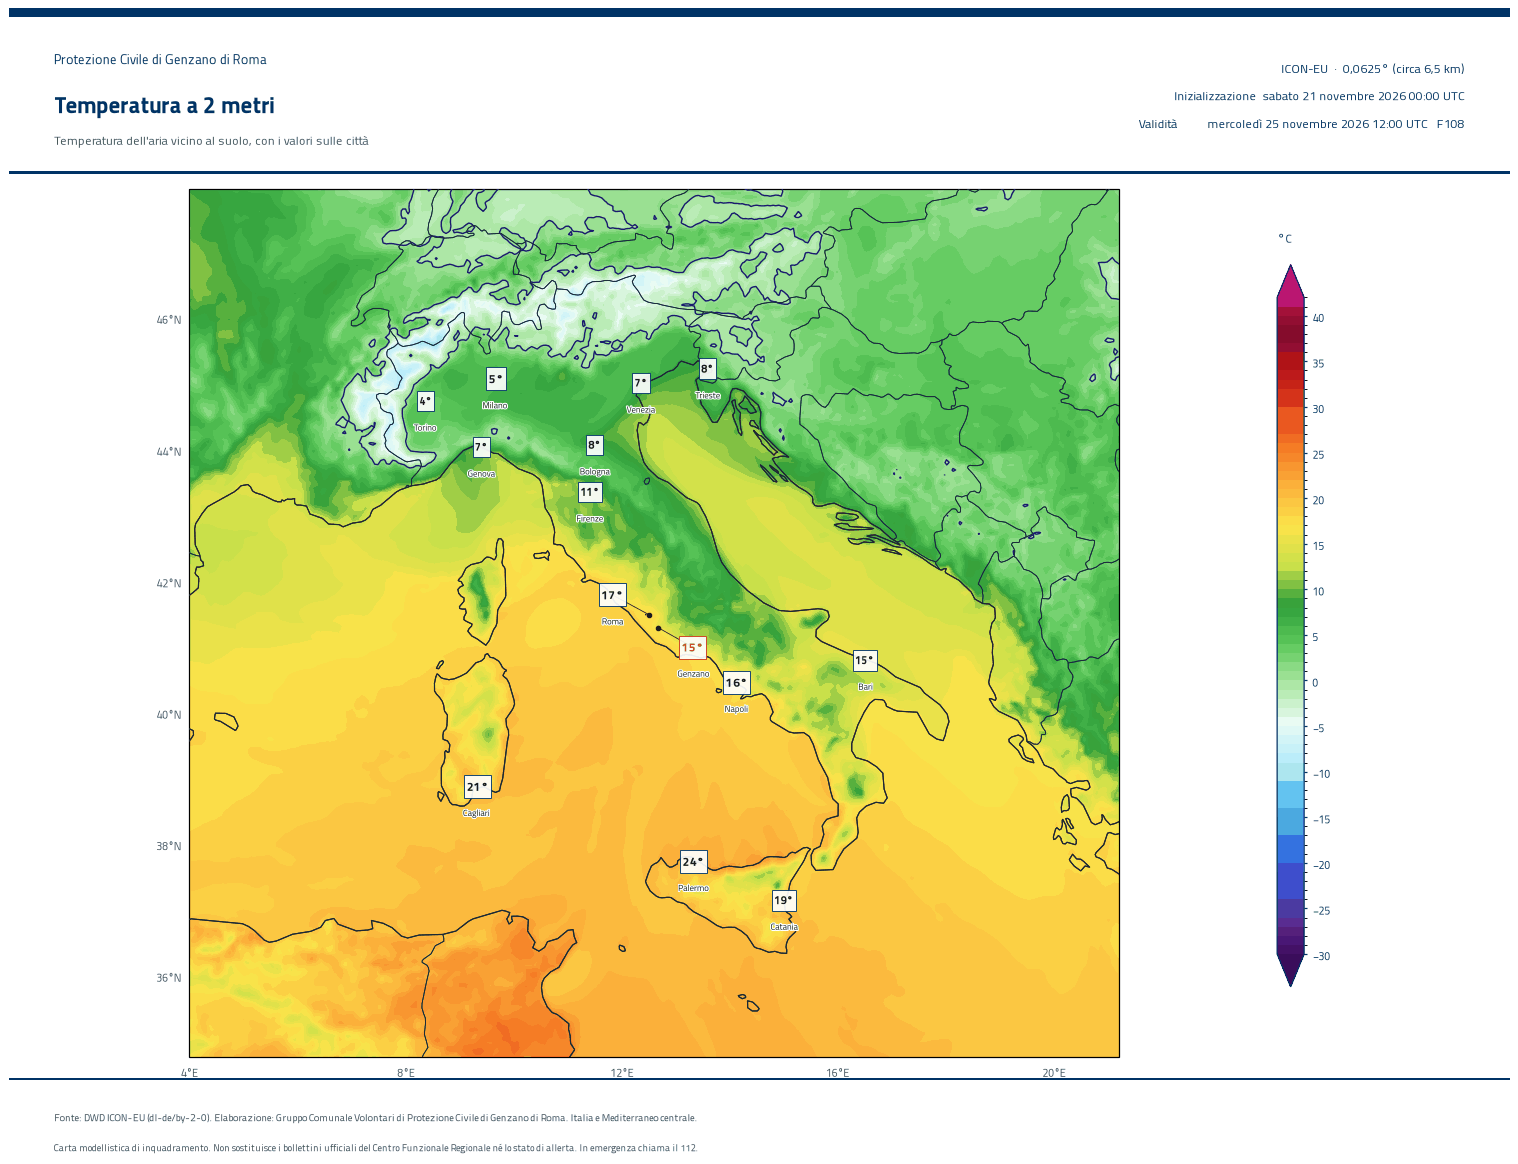 Protezione Civile di Genzano di Roma
Temperatura a 2 metri
Temperatura dell'aria vicino al suolo, con i valori sulle città
ICON-EU · 0,0625° (circa 6,5 km)
Inizializzazione sabato 21 novembre 2026 00:00 UTC
Validità mercoledì 25 novembre 2026 12:00 UTC F108
°C
40
35
30
25
20
15
10
5
0
−5
−10
−15
−20
−25
−30
46°N
44°N
42°N
40°N
38°N
36°N
4°E
8°E
12°E
16°E
20°E
8°
Trieste
5°
Milano
7°
Venezia
4°
Torino
7°
Genova
8°
Bologna
11°
Firenze
17°
Roma
15°
Genzano
15°
Bari
16°
Napoli
21°
Cagliari
24°
Palermo
19°
Catania
Fonte: DWD ICON-EU (dl-de/by-2-0). Elaborazione: Gruppo Comunale Volontari di Protezione Civile di Genzano di Roma. Italia e Mediterraneo centrale.
Carta modellistica di inquadramento. Non sostituisce i bollettini ufficiali del Centro Funzionale Regionale né lo stato di allerta. In emergenza chiama il 112.